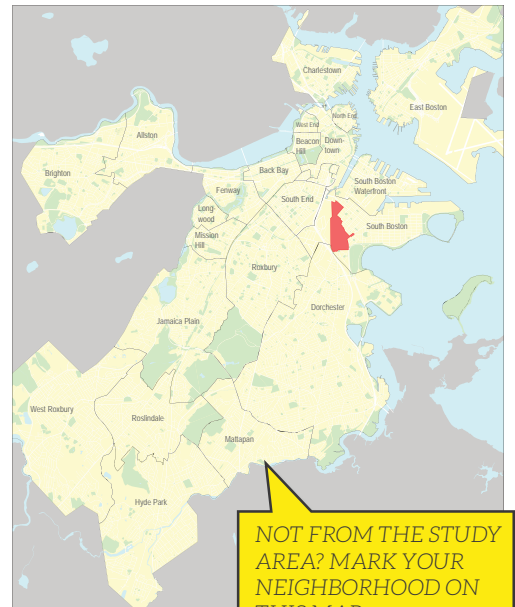 Charlestown
East Boston
North End
West End
Allston
Beacon
Hill
Down-
town
Back Bay
Brighton
South Boston
Waterfront
Fenway
South End
Long-
wood
South Boston
Mission
Hill
Roxbury
Dorchester
Jamaica Plain
West Roxbury
Roslindale
Mattapan
Hyde Park
NOT FROM THE STUDY
AREA? MARK YOUR
NEIGHBORHOOD ON
THIS MAP